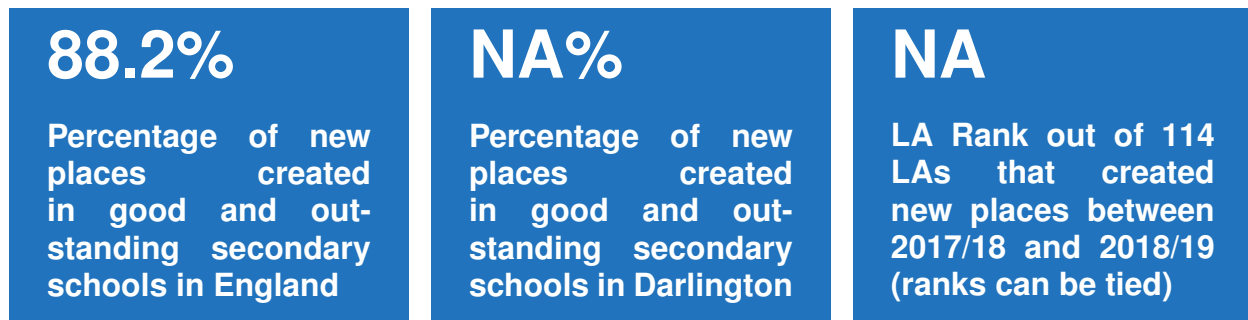 88.2%
Percentage of new
places created
in good and out-
standing secondary
schools in England
NA%
Percentage of new
places created
in good and out-
standing secondary
schools in Darlington
NA
LA Rank out of 114
LAs that created
new places between
2017/18 and 2018/19
(ranks can be tied)